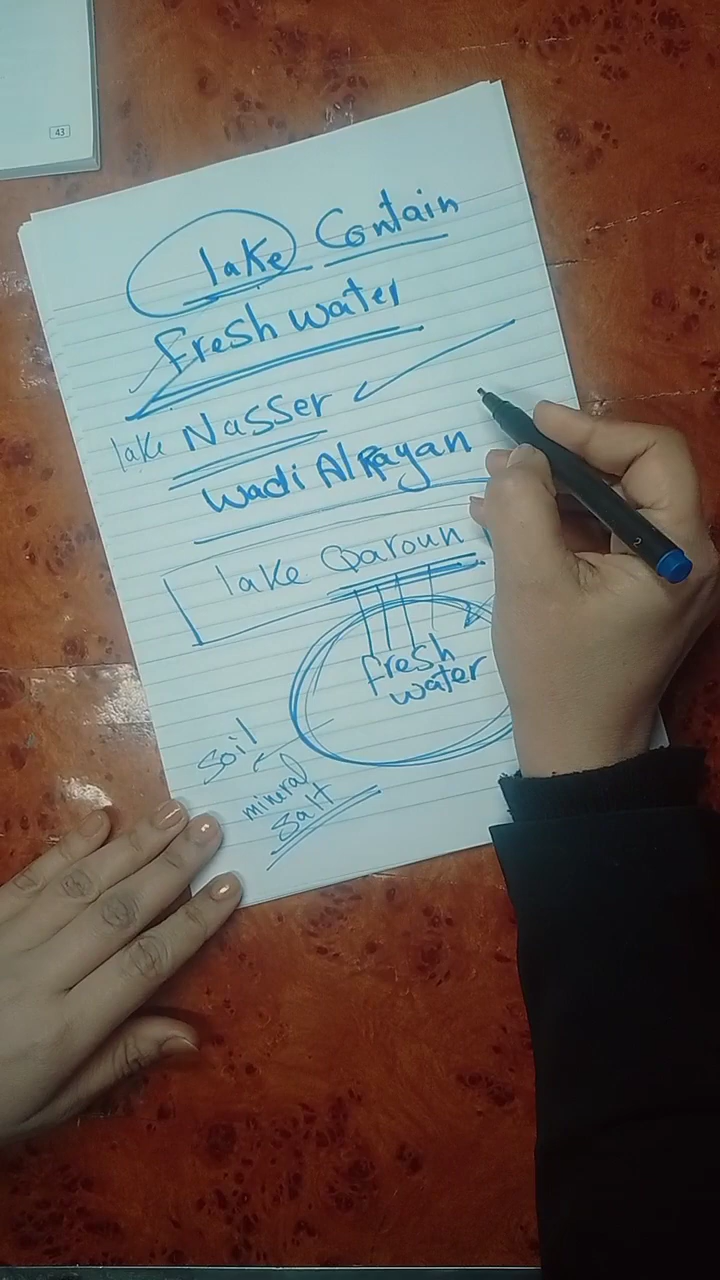 43
lake Contain
fresh water
lake Nasser
Wadi AlRayan
lake Qaroun
fresh
water
Soil
mineral
Salt